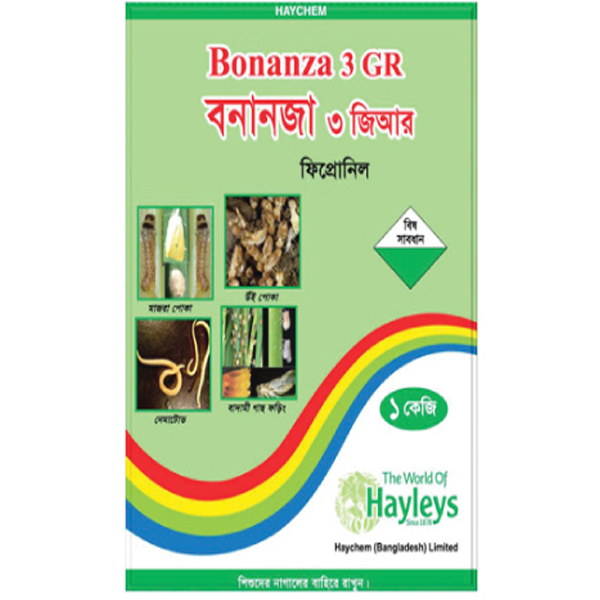 HAYCHEM
Bonanza 3 GR
বনানজা ৩ জিআর
ফিপ্রোনিল
বিষ
সাবধান
মাজরা পোকা
উঁই পোকা
নেমাটোড
বাদামী গাছ ফড়িং
১ কেজি
The World Of
Hayleys
Since 1878
Haychem (Bangladesh) Limited
শিশুদের নাগালের বাহিরে রাখুন।